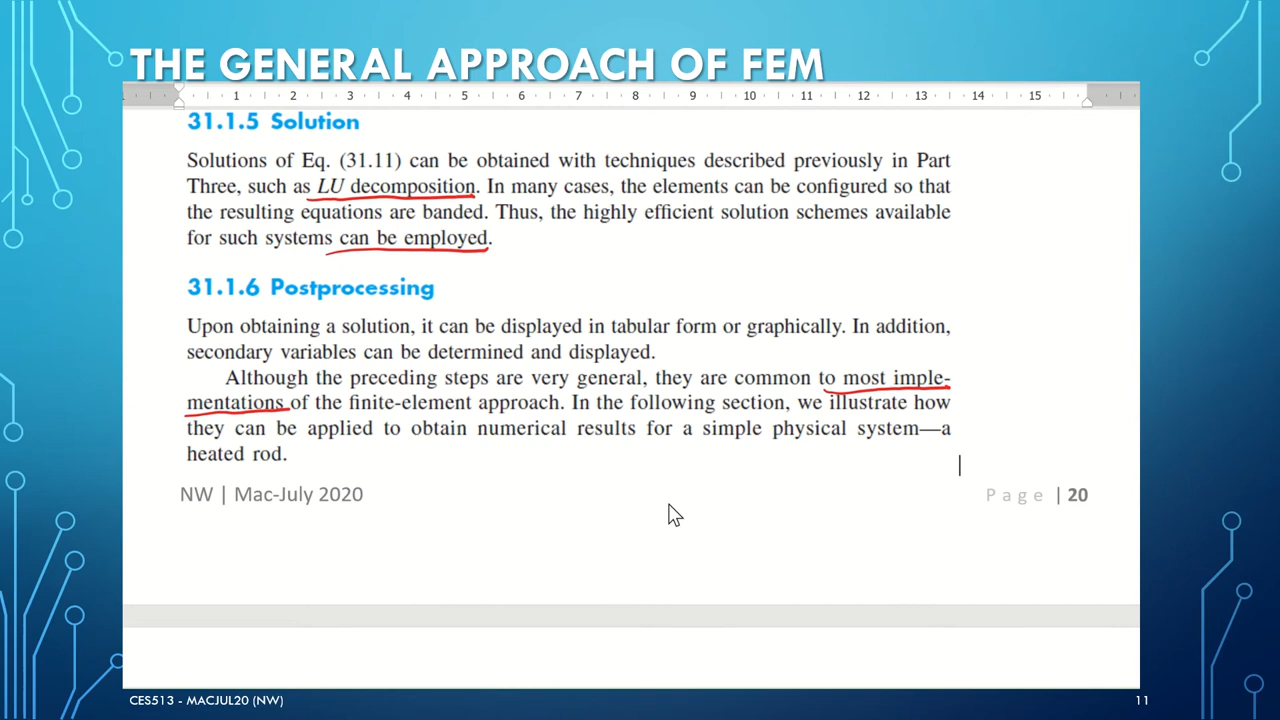 THE GENERAL APPROACH OF FEM
1 2 3 4 5 6 7 8 9 10 11 12 13 14 15
31.1.5 Solution
Solutions of Eq. (31.11) can be obtained with techniques described previously in Part
Three, such as LU decomposition. In many cases, the elements can be configured so that
the resulting equations are banded. Thus, the highly efficient solution schemes available
for such systems can be employed.
31.1.6 Postprocessing
Upon obtaining a solution, it can be displayed in tabular form or graphically. In addition,
secondary variables can be determined and displayed.
Although the preceding steps are very general, they are common to most imple-
mentations of the finite-element approach. In the following section, we illustrate how
they can be applied to obtain numerical results for a simple physical system—a
heated rod.
NW | Mac-July 2020
Page | 20
CES513 - MACJUL20 (NW)
11